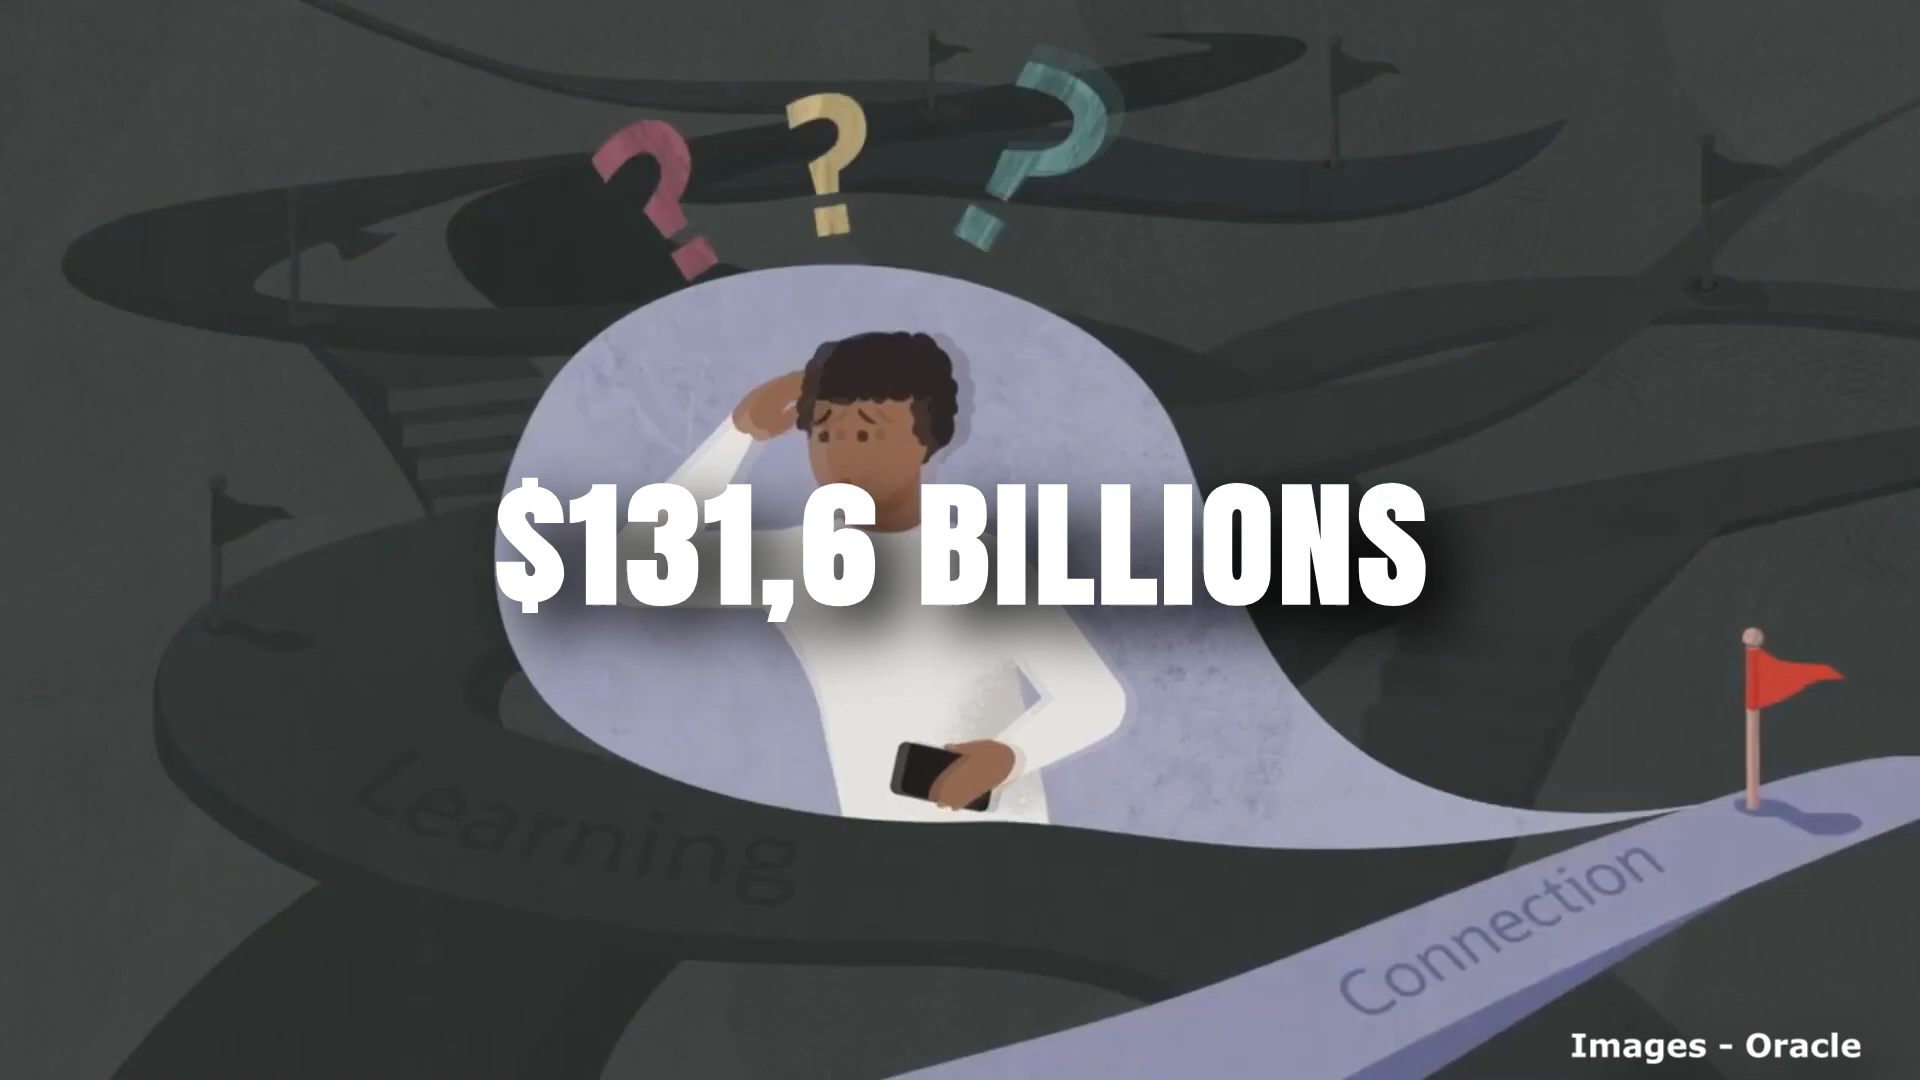 ? ? ?
$131,6 BILLIONS
Learning
Connection
Images - Oracle